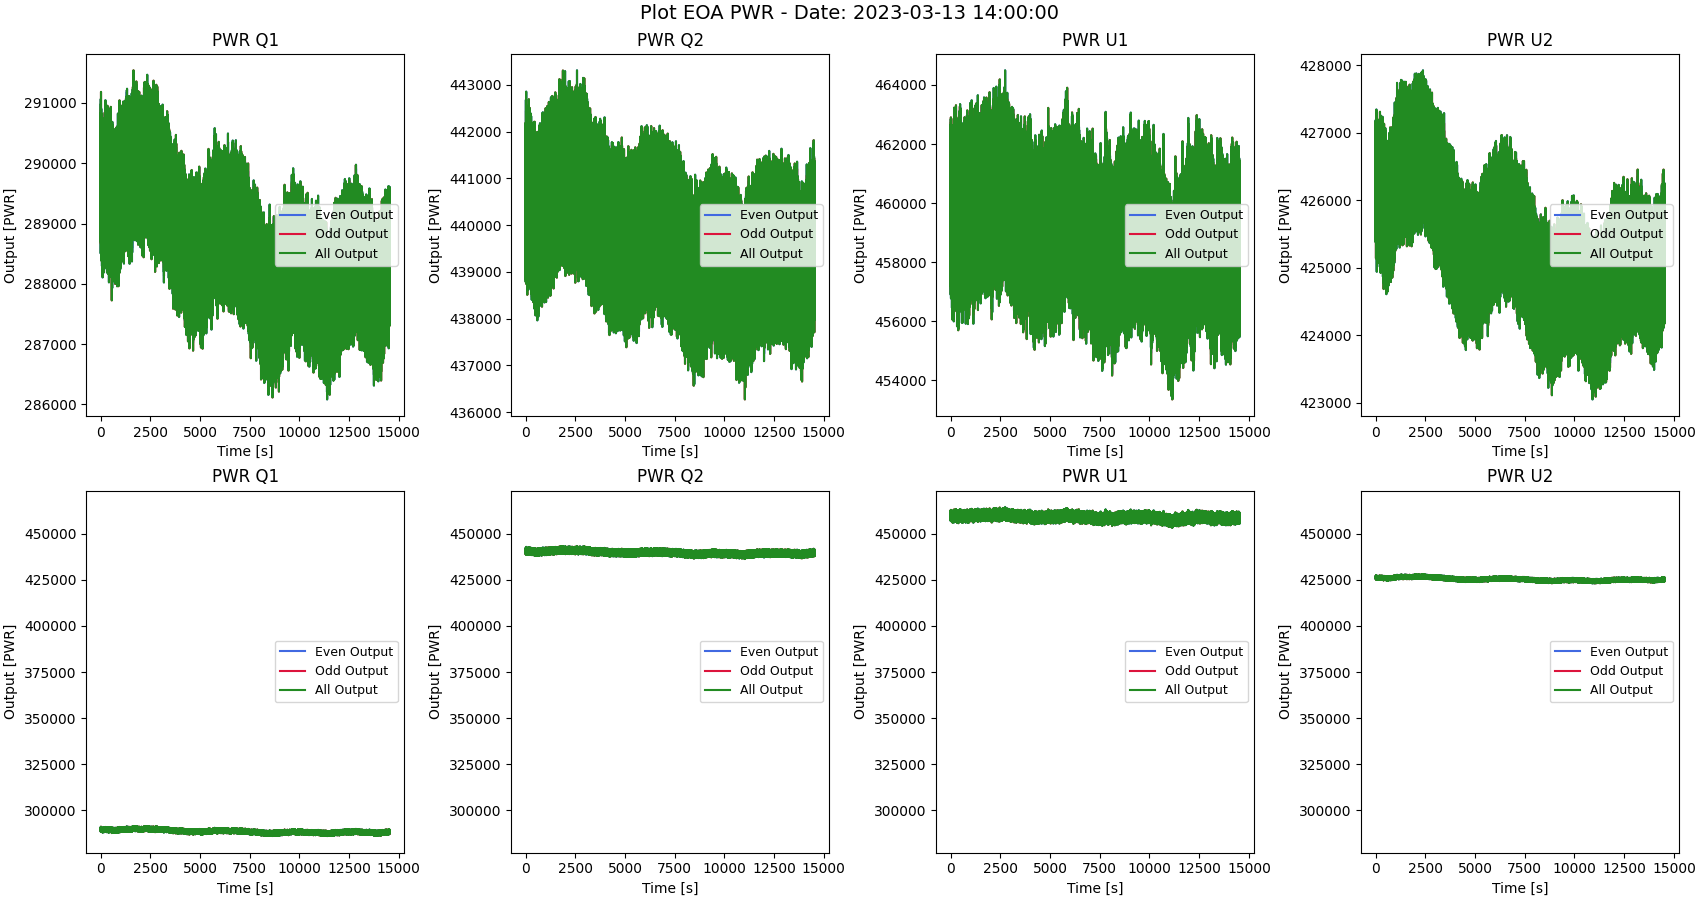 Plot EOA PWR - Date: 2023-03-13 14:00:00
PWR Q1
Output [PWR]
291000
290000
289000
288000
287000
286000
0 2500 5000 7500 10000 12500 15000
Time [s]
Even Output
Odd Output
All Output
PWR Q2
Output [PWR]
443000
442000
441000
440000
439000
438000
437000
436000
0 2500 5000 7500 10000 12500 15000
Time [s]
Even Output
Odd Output
All Output
PWR U1
Output [PWR]
464000
462000
460000
458000
456000
454000
0 2500 5000 7500 10000 12500 15000
Time [s]
Even Output
Odd Output
All Output
PWR U2
Output [PWR]
428000
427000
426000
425000
424000
423000
0 2500 5000 7500 10000 12500 15000
Time [s]
Even Output
Odd Output
All Output
PWR Q1
Output [PWR]
450000
425000
400000
375000
350000
325000
300000
0 2500 5000 7500 10000 12500 15000
Time [s]
Even Output
Odd Output
All Output
PWR Q2
Output [PWR]
450000
425000
400000
375000
350000
325000
300000
0 2500 5000 7500 10000 12500 15000
Time [s]
Even Output
Odd Output
All Output
PWR U1
Output [PWR]
450000
425000
400000
375000
350000
325000
300000
0 2500 5000 7500 10000 12500 15000
Time [s]
Even Output
Odd Output
All Output
PWR U2
Output [PWR]
450000
425000
400000
375000
350000
325000
300000
0 2500 5000 7500 10000 12500 15000
Time [s]
Even Output
Odd Output
All Output